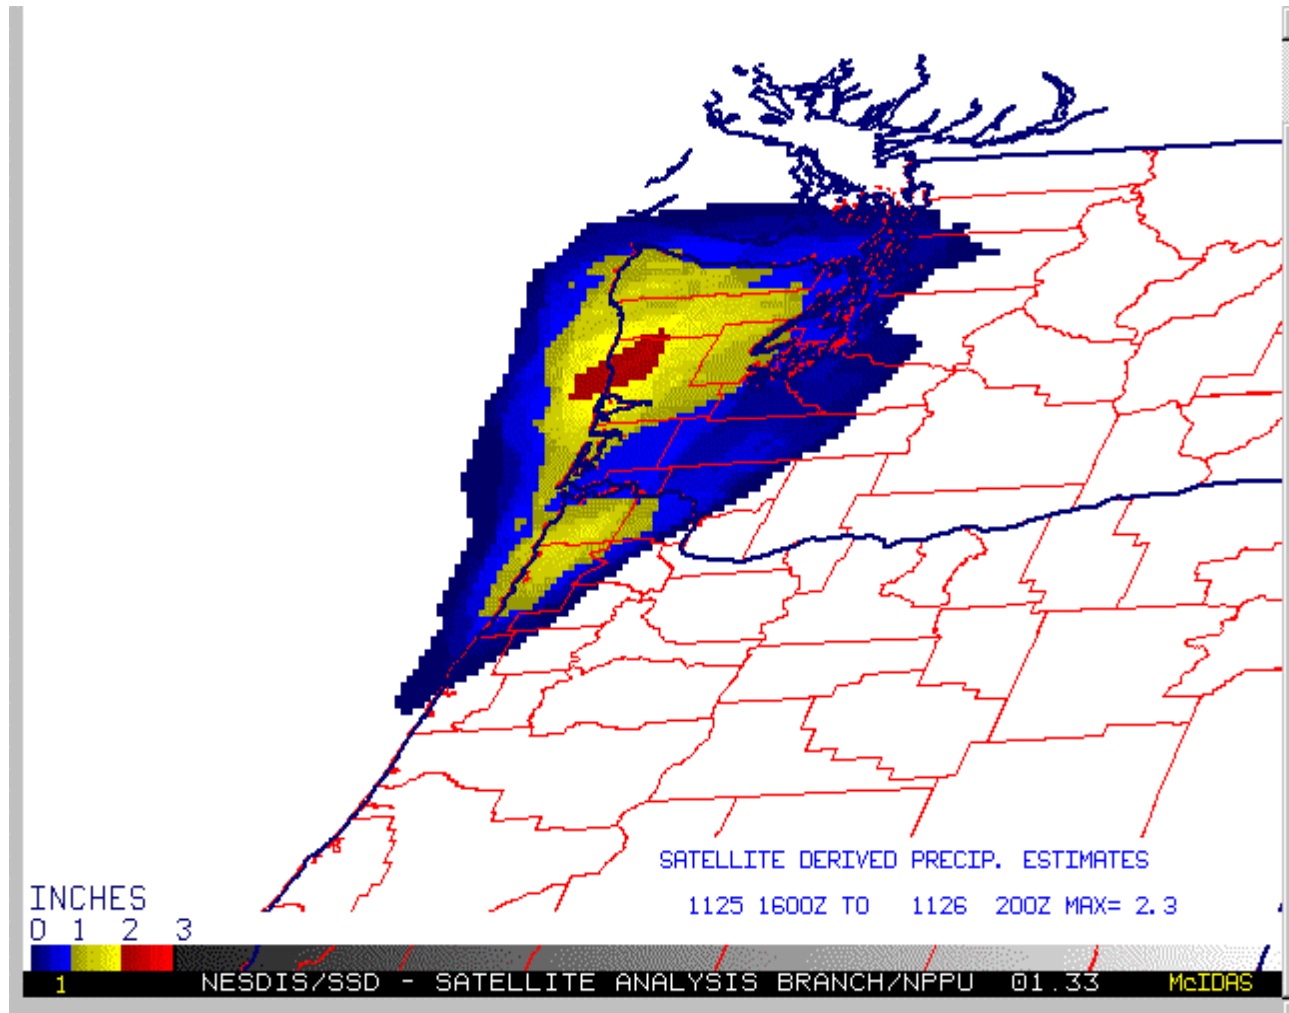 SATELLITE DERIVED PRECIP. ESTIMATES
1125 1600Z TO 1126 200Z MAX= 2.3
INCHES
0 1 2 3
1 NESDIS/SSD - SATELLITE ANALYSIS BRANCH/NPPU 01.33 McIDAS